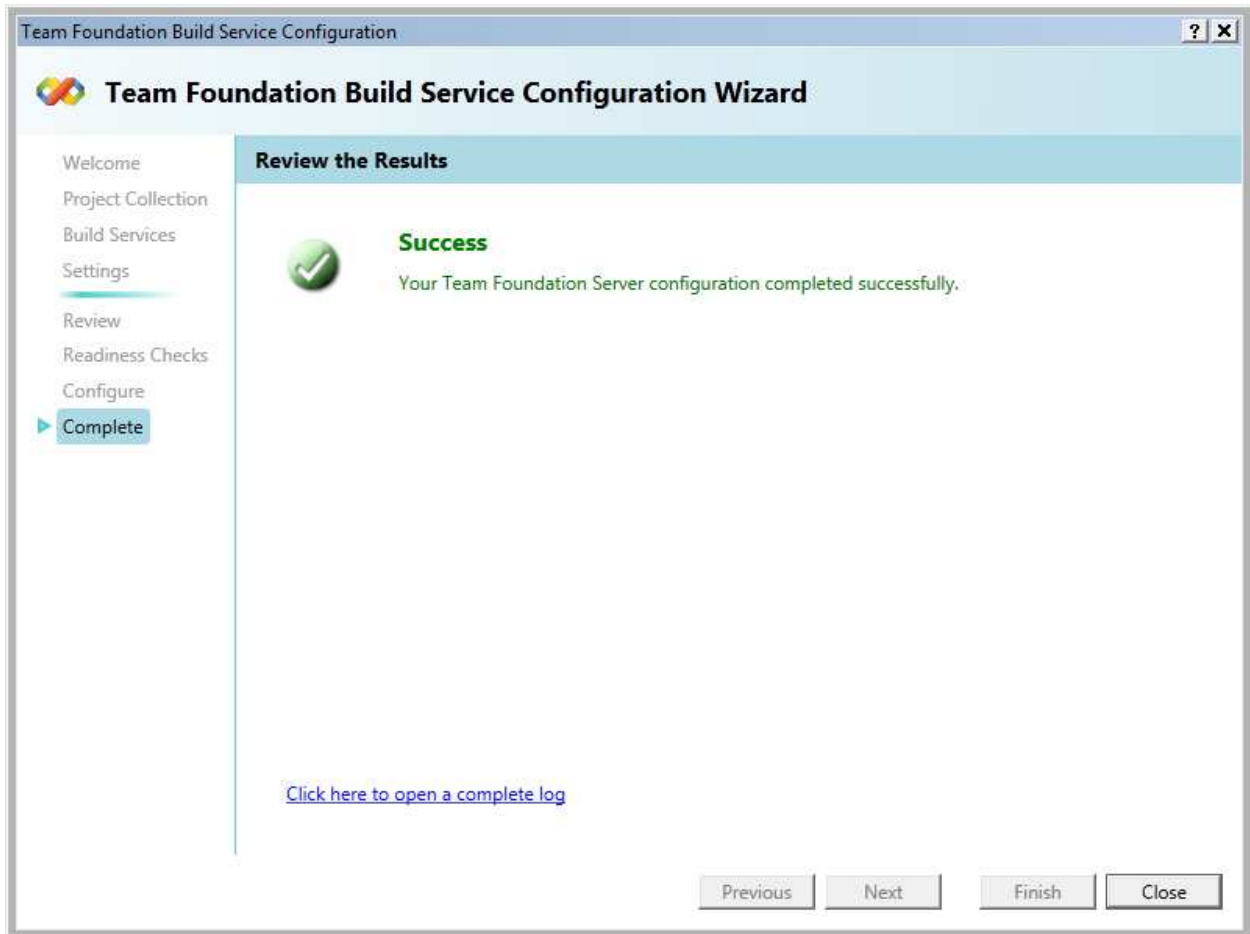 Team Foundation Build Service Configuration
?
Team Foundation Build Service Configuration Wizard
Welcome
Project Collection
Build Services
Settings
Review
Readiness Checks
Configure
Complete
Review the Results
Success
Your Team Foundation Server configuration completed successfully.
Click here to open a complete log
Previous
Next
Finish
Close